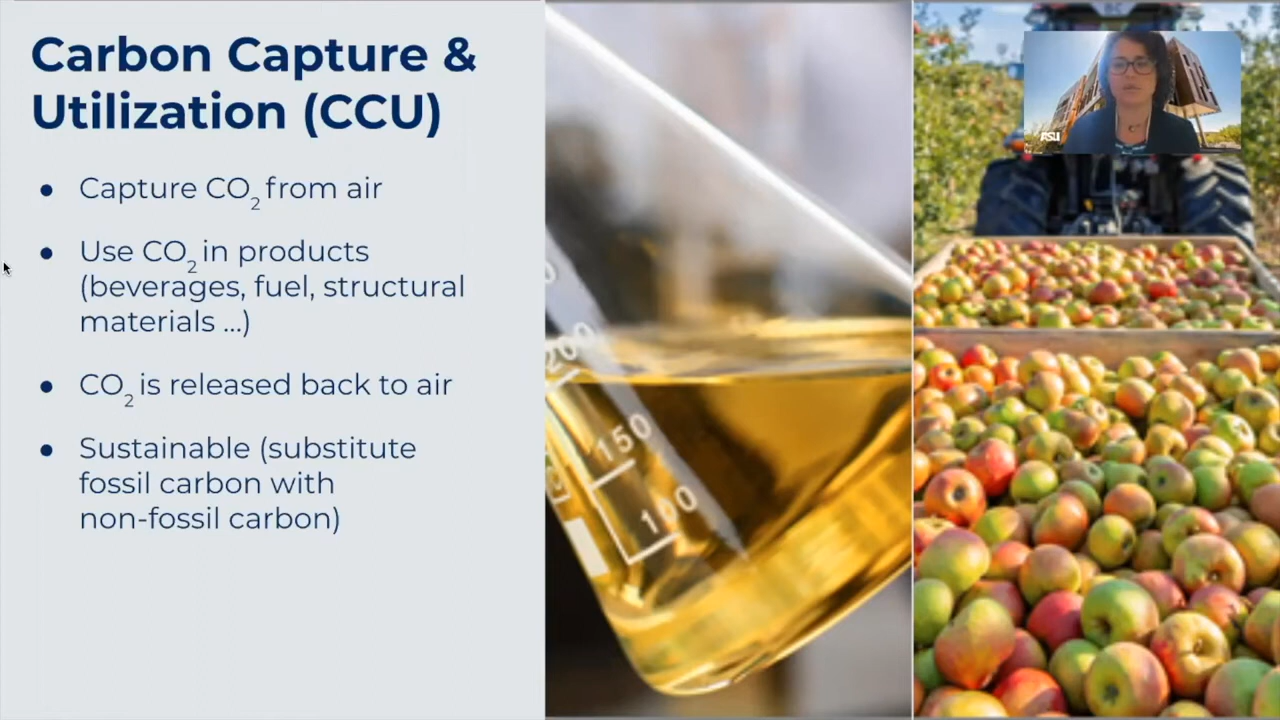 Carbon Capture &
Utilization (CCU)
● Capture CO2 from air
● Use CO2 in products
(beverages, fuel, structural
materials ...)
● CO2 is released back to air
● Sustainable (substitute
fossil carbon with
non-fossil carbon)
200
150
100
ASU